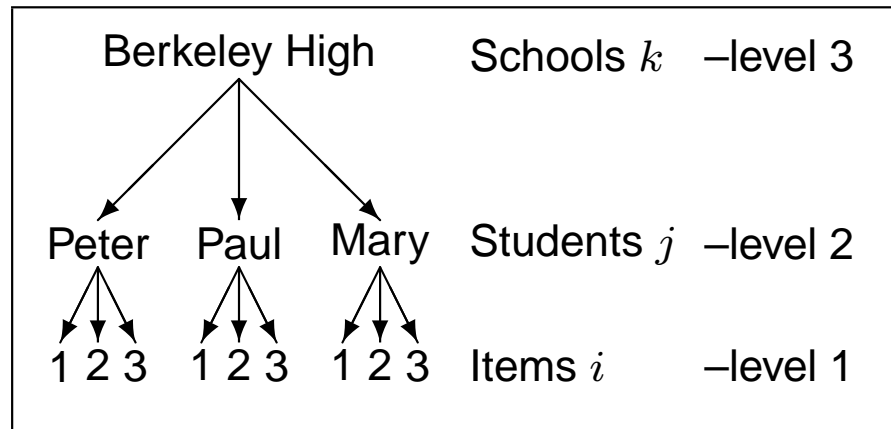 Berkeley High Schools k –level 3
Peter Paul Mary Students j –level 2
1 2 3 1 2 3 1 2 3 Items i –level 1